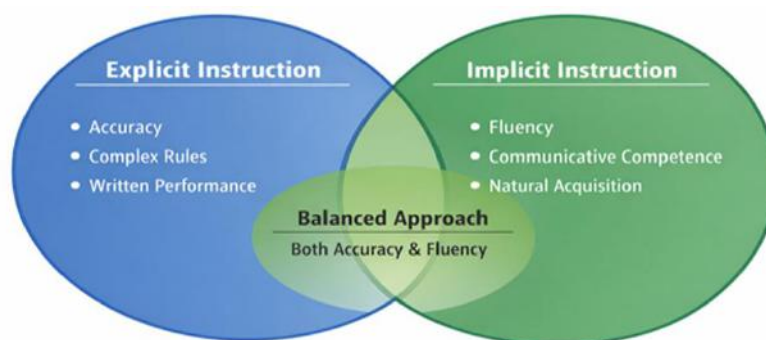 Explicit Instruction
• Accuracy
• Complex Rules
• Written Performance
Implicit Instruction
• Fluency
• Communicative Competence
• Natural Acquisition
Balanced Approach
Both Accuracy & Fluency